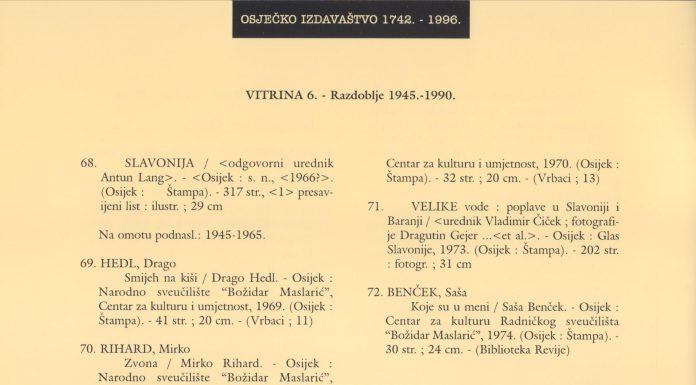 OSJEČKO IZDAVAŠTVO 1742. - 1996.
VITRINA 6. - Razdoblje 1945.-1990.
68. SLAVONIJA / <odgovorni urednik
Antun Lang>. - <Osijek : s. n., <1966?>.
(Osijek : Štampa). - 317 str., <1> presav-
ijeni list : ilustr. ; 29 cm
Na omotu podnasl.: 1945-1965.
69. HEDL, Drago
Smijeh na kiši / Drago Hedl. - Osijek :
Narodno sveučilište “Božidar Maslarić”,
Centar za kulturu i umjetnost, 1969. (Osijek :
Štampa). - 41 str. ; 20 cm. - (Vrbaci ; 11)
70. RIHARD, Mirko
Zvona / Mirko Rihard. - Osijek :
Narodno sveučilište “Božidar Maslarić”,
Centar za kulturu i umjetnost, 1970. (Osijek :
Štampa). - 32 str. ; 20 cm. - (Vrbaci ; 13)
71. VELIKE vode : poplave u Slavoniji i
Baranji / <urednik Vladimir Čiček ; fotografi-
je Dragutin Gejer ...<et al.>. - Osijek : Glas
Slavonije, 1973. (Osijek : Štampa). - 202 str.
: fotogr. ; 31 cm
72. BENČEK, Saša
Koje su u meni / Saša Benček. - Osijek :
Centar za kulturu Radničkog sveučilišta
“Božidar Maslarić”, 1974. (Osijek : Štampa). -
30 str. ; 24 cm. - (Biblioteka Revije)